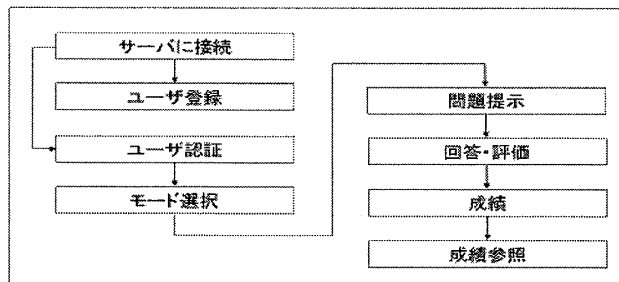 サーバに接続
ユーザ登録
ユーザ認証
モード選択
問題提示
回答・評価
成績
成績参照